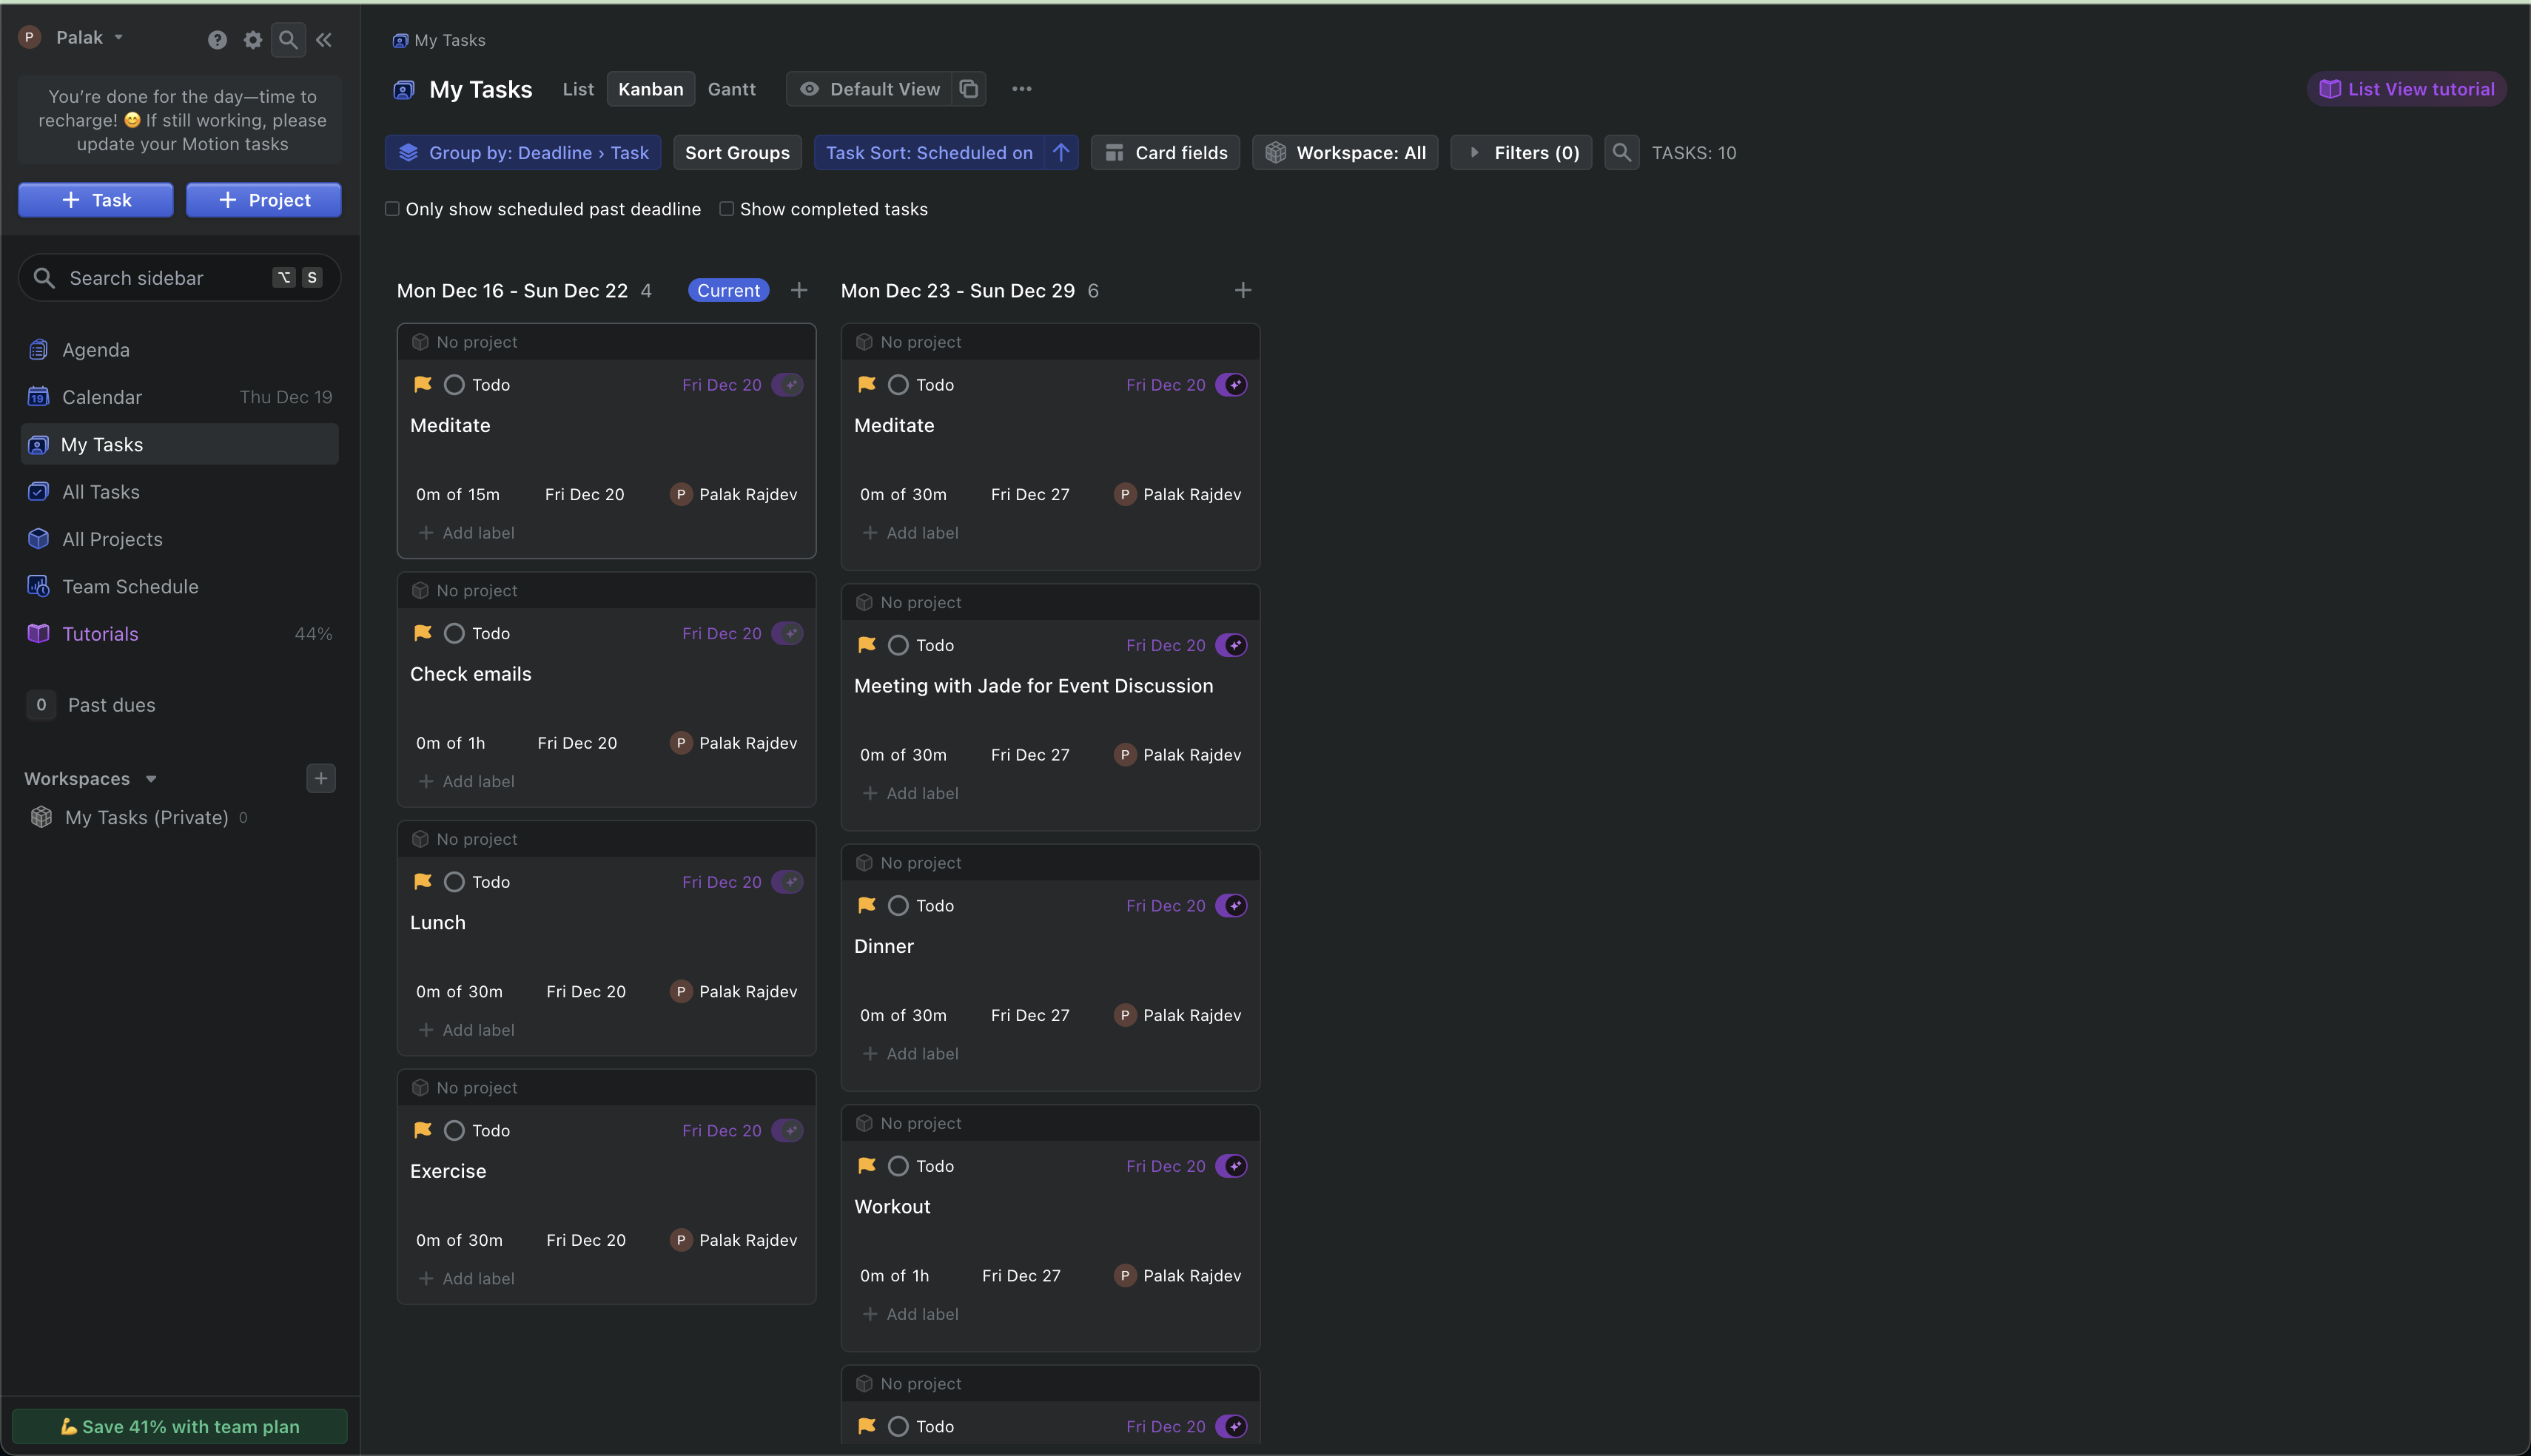 P Palak
You're done for the day—time to
recharge! 😊 If still working, please
update your Motion tasks
+ Task
+ Project
Search sidebar ⌥ S
Agenda
19 Calendar Thu Dec 19
My Tasks
All Tasks
All Projects
Team Schedule
Tutorials 44%
0 Past dues
Workspaces
My Tasks (Private) 0
💪 Save 41% with team plan
My Tasks
My Tasks List Kanban Gantt Default View ••• List View tutorial
Group by: Deadline › Task Sort Groups Task Sort: Scheduled on ↑ Card fields Workspace: All Filters (0) TASKS: 10
Only show scheduled past deadline Show completed tasks
Mon Dec 16 - Sun Dec 22 4 Current +
No project
Todo Fri Dec 20
Meditate
0m of 15m Fri Dec 20 P Palak Rajdev
+ Add label
No project
Todo Fri Dec 20
Check emails
0m of 1h Fri Dec 20 P Palak Rajdev
+ Add label
No project
Todo Fri Dec 20
Lunch
0m of 30m Fri Dec 20 P Palak Rajdev
+ Add label
No project
Todo Fri Dec 20
Exercise
0m of 30m Fri Dec 20 P Palak Rajdev
+ Add label
Mon Dec 23 - Sun Dec 29 6 +
No project
Todo Fri Dec 20
Meditate
0m of 30m Fri Dec 27 P Palak Rajdev
+ Add label
No project
Todo Fri Dec 20
Meeting with Jade for Event Discussion
0m of 30m Fri Dec 27 P Palak Rajdev
+ Add label
No project
Todo Fri Dec 20
Dinner
0m of 30m Fri Dec 27 P Palak Rajdev
+ Add label
No project
Todo Fri Dec 20
Workout
0m of 1h Fri Dec 27 P Palak Rajdev
+ Add label
No project
Todo Fri Dec 20